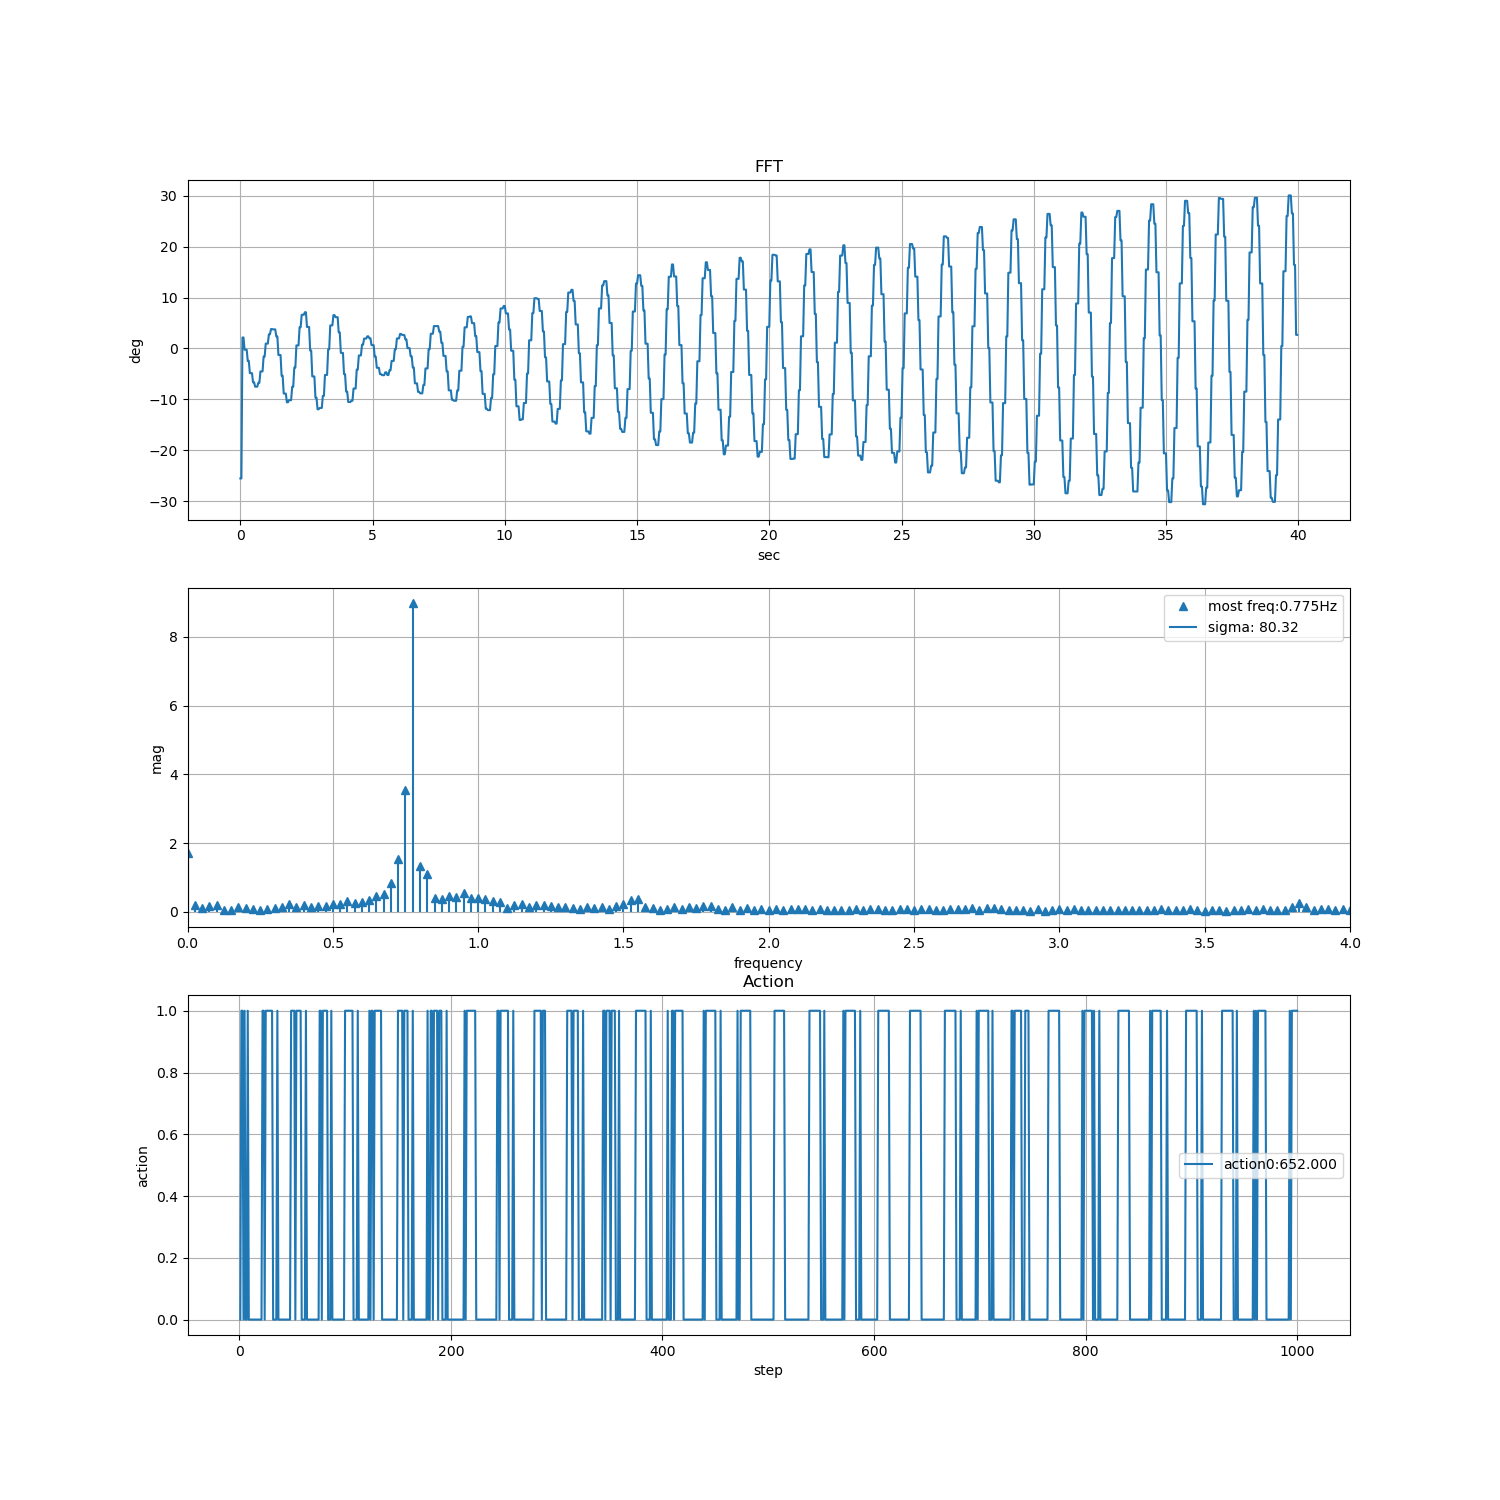 FFT
30
20
10
0
−10
−20
−30
deg
0 5 10 15 20 25 30 35 40
sec
most freq:0.775Hz
sigma: 80.32
8
6
4
2
0
mag
0.0 0.5 1.0 1.5 2.0 2.5 3.0 3.5 4.0
frequency
Action
1.0
0.8
0.6
0.4
0.2
0.0
action
action0:652.000
0 200 400 600 800 1000
step